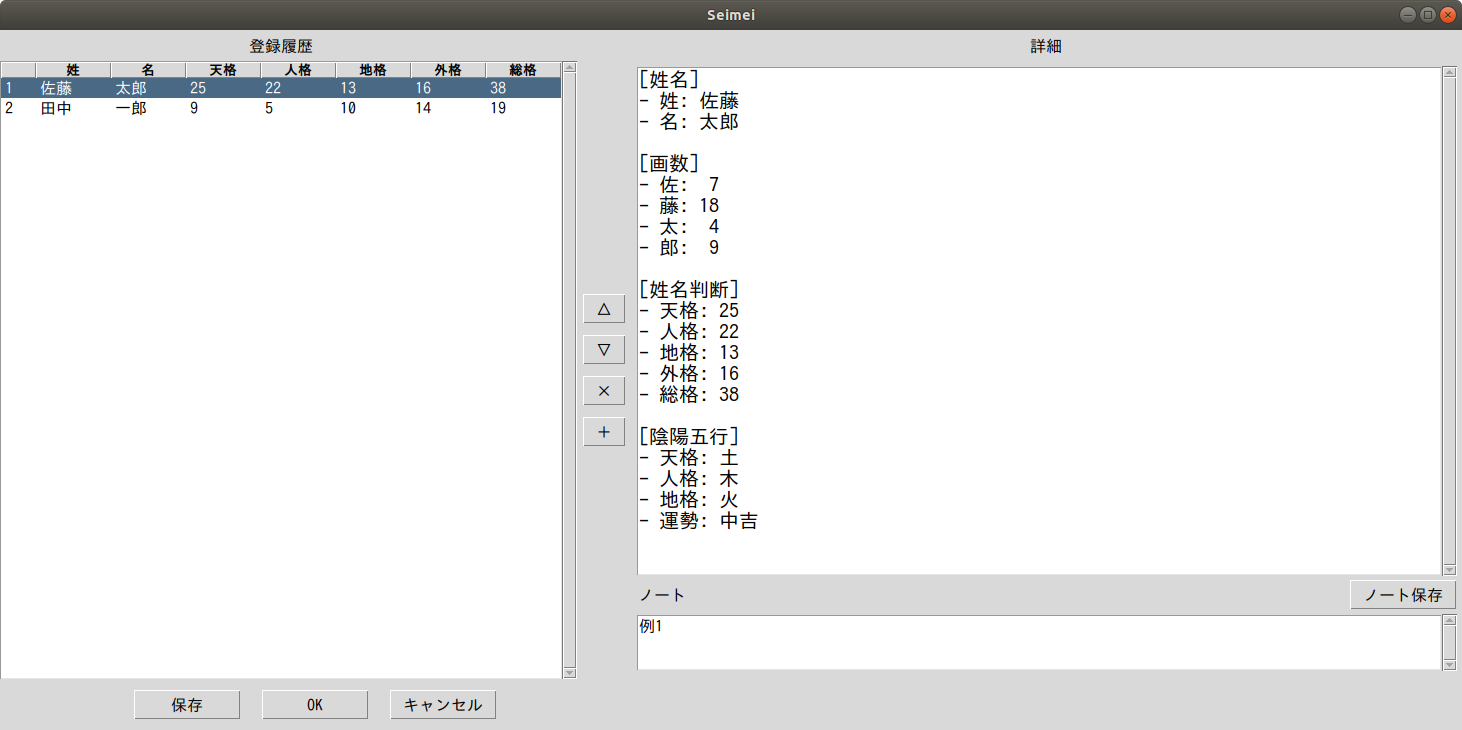 Seimei
登録履歴
姓 名 天格 人格 地格 外格 総格
1 佐藤 太郎 25 22 13 16 38
2 田中 一郎 9 5 10 14 19
保存 OK キャンセル
△
▽
×
+
詳細
[姓名]
- 姓: 佐藤
- 名: 太郎
[画数]
- 佐: 7
- 藤: 18
- 太: 4
- 郎: 9
[姓名判断]
- 天格: 25
- 人格: 22
- 地格: 13
- 外格: 16
- 総格: 38
[陰陽五行]
- 天格: 土
- 人格: 木
- 地格: 火
- 運勢: 中吉
ノート ノート保存
例1